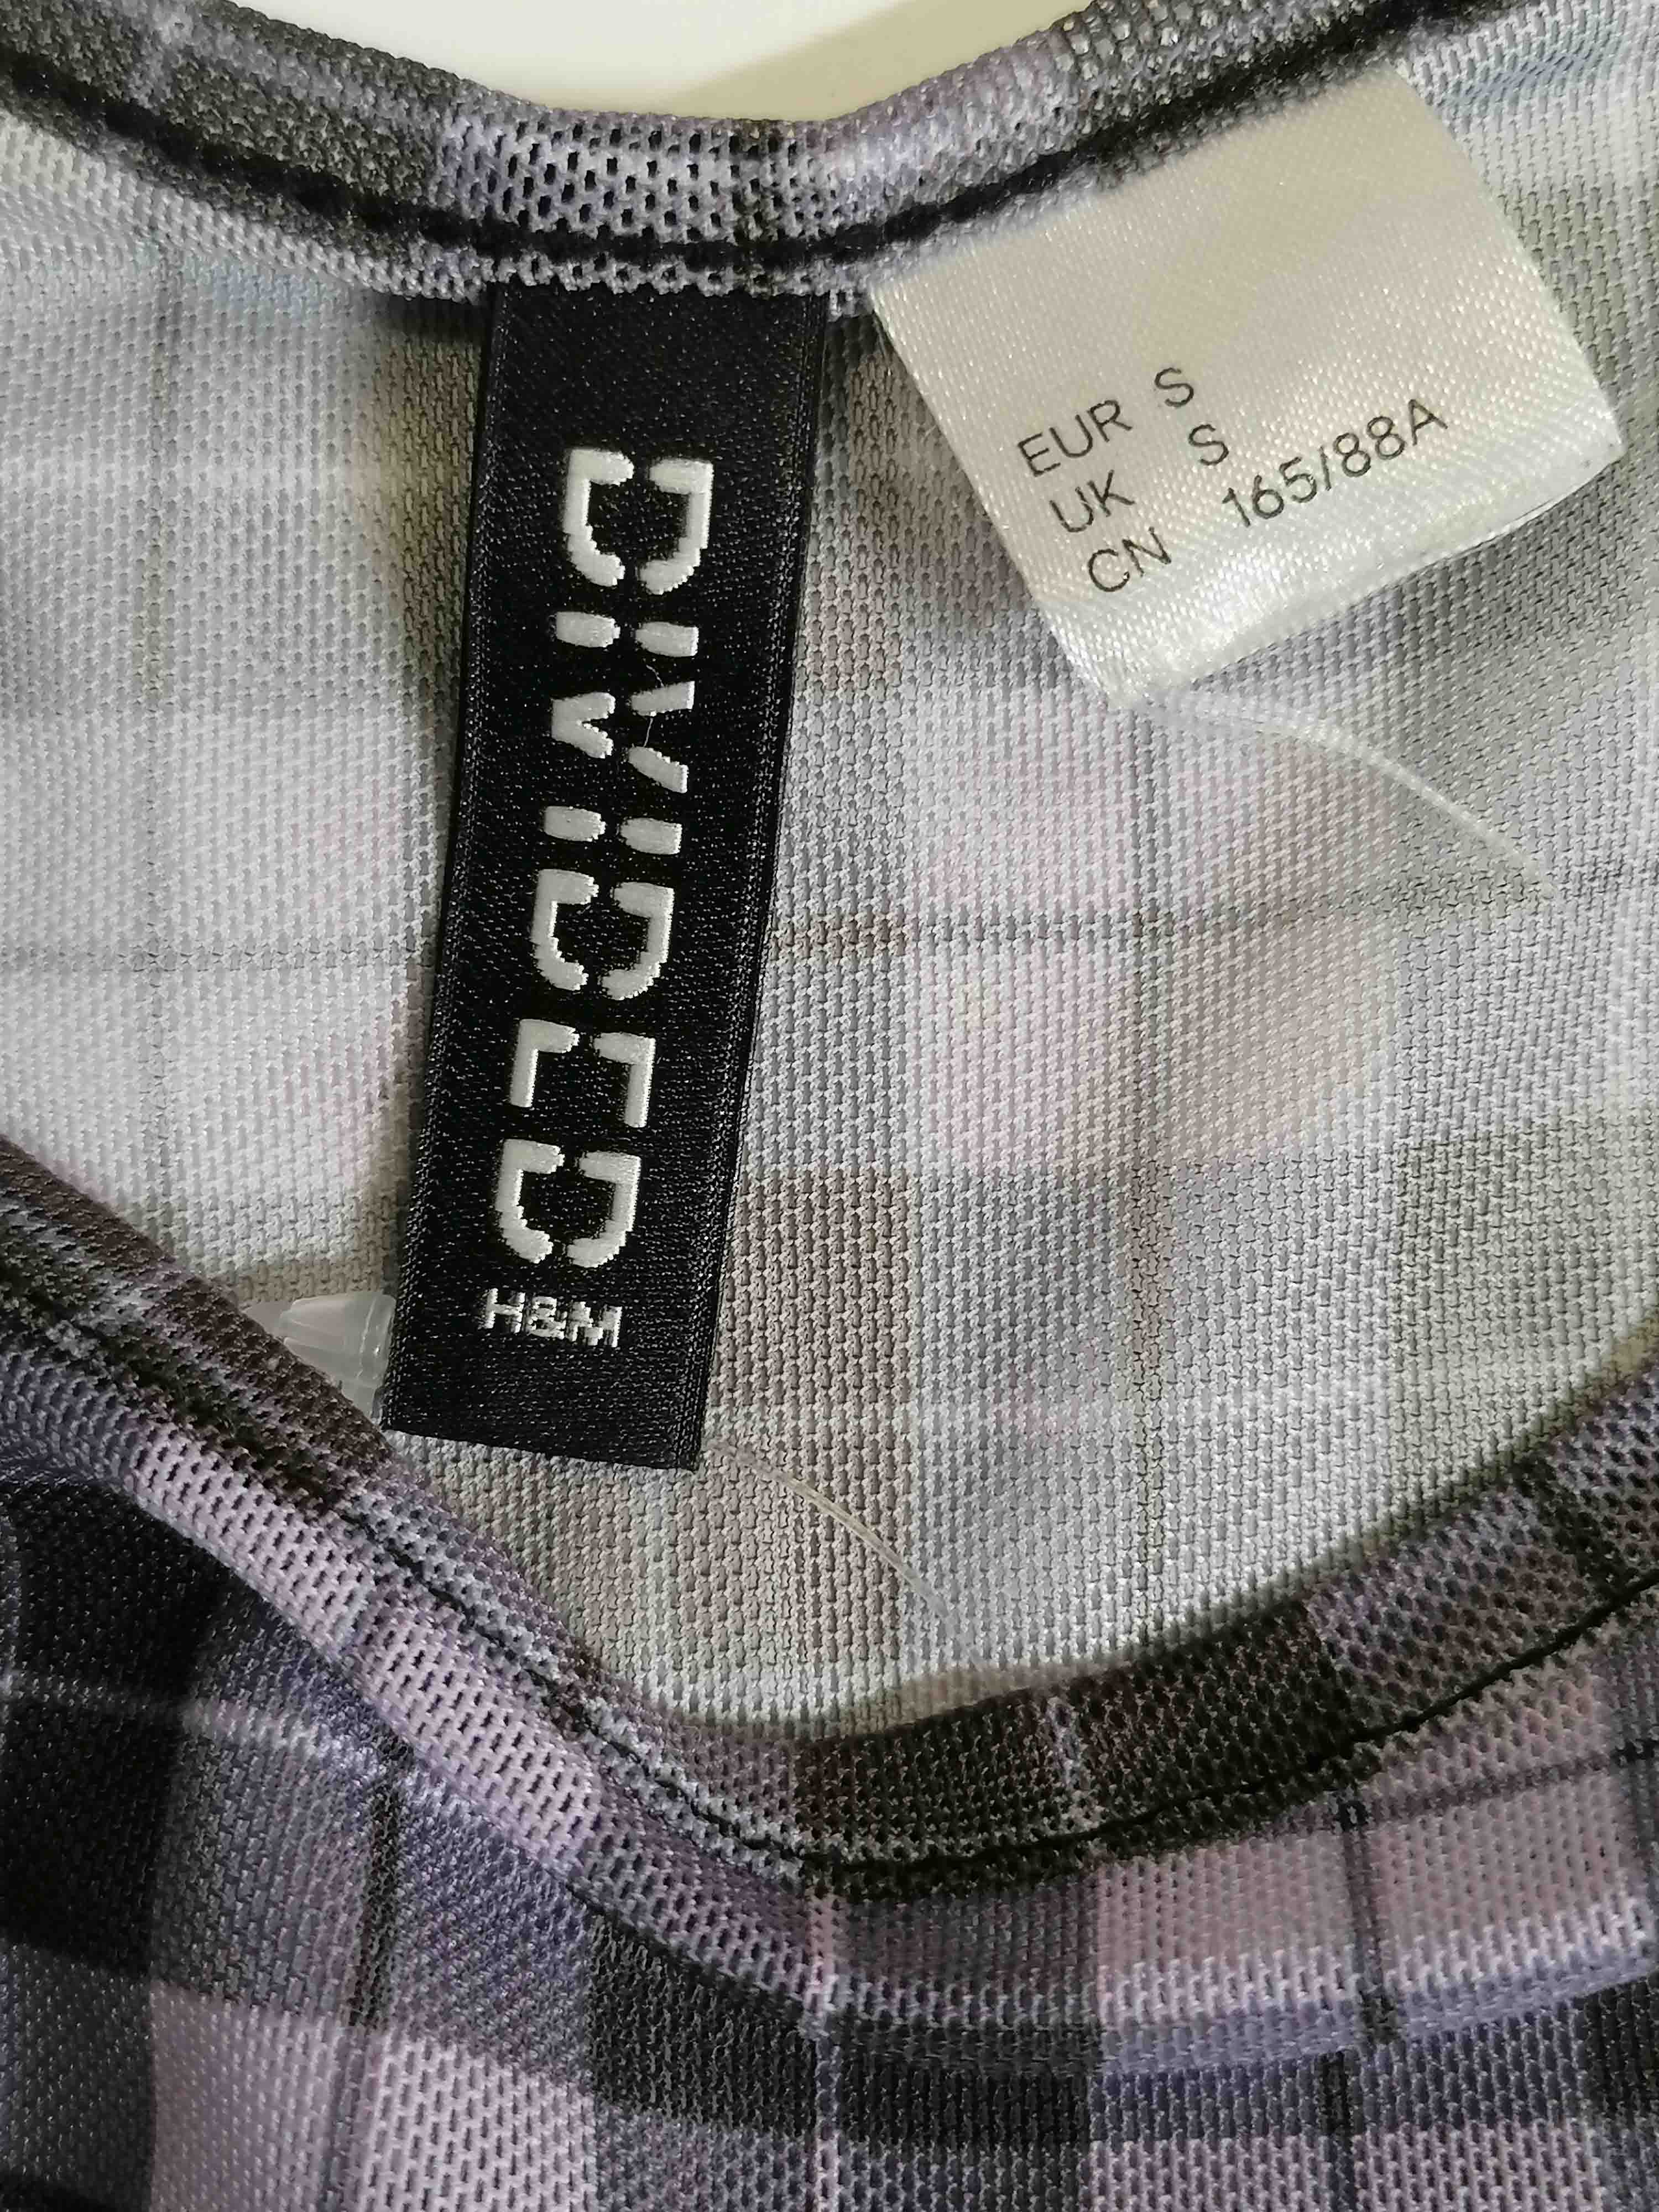 DIVIDED
H&M
EUR S
UK S
CN 165/88A